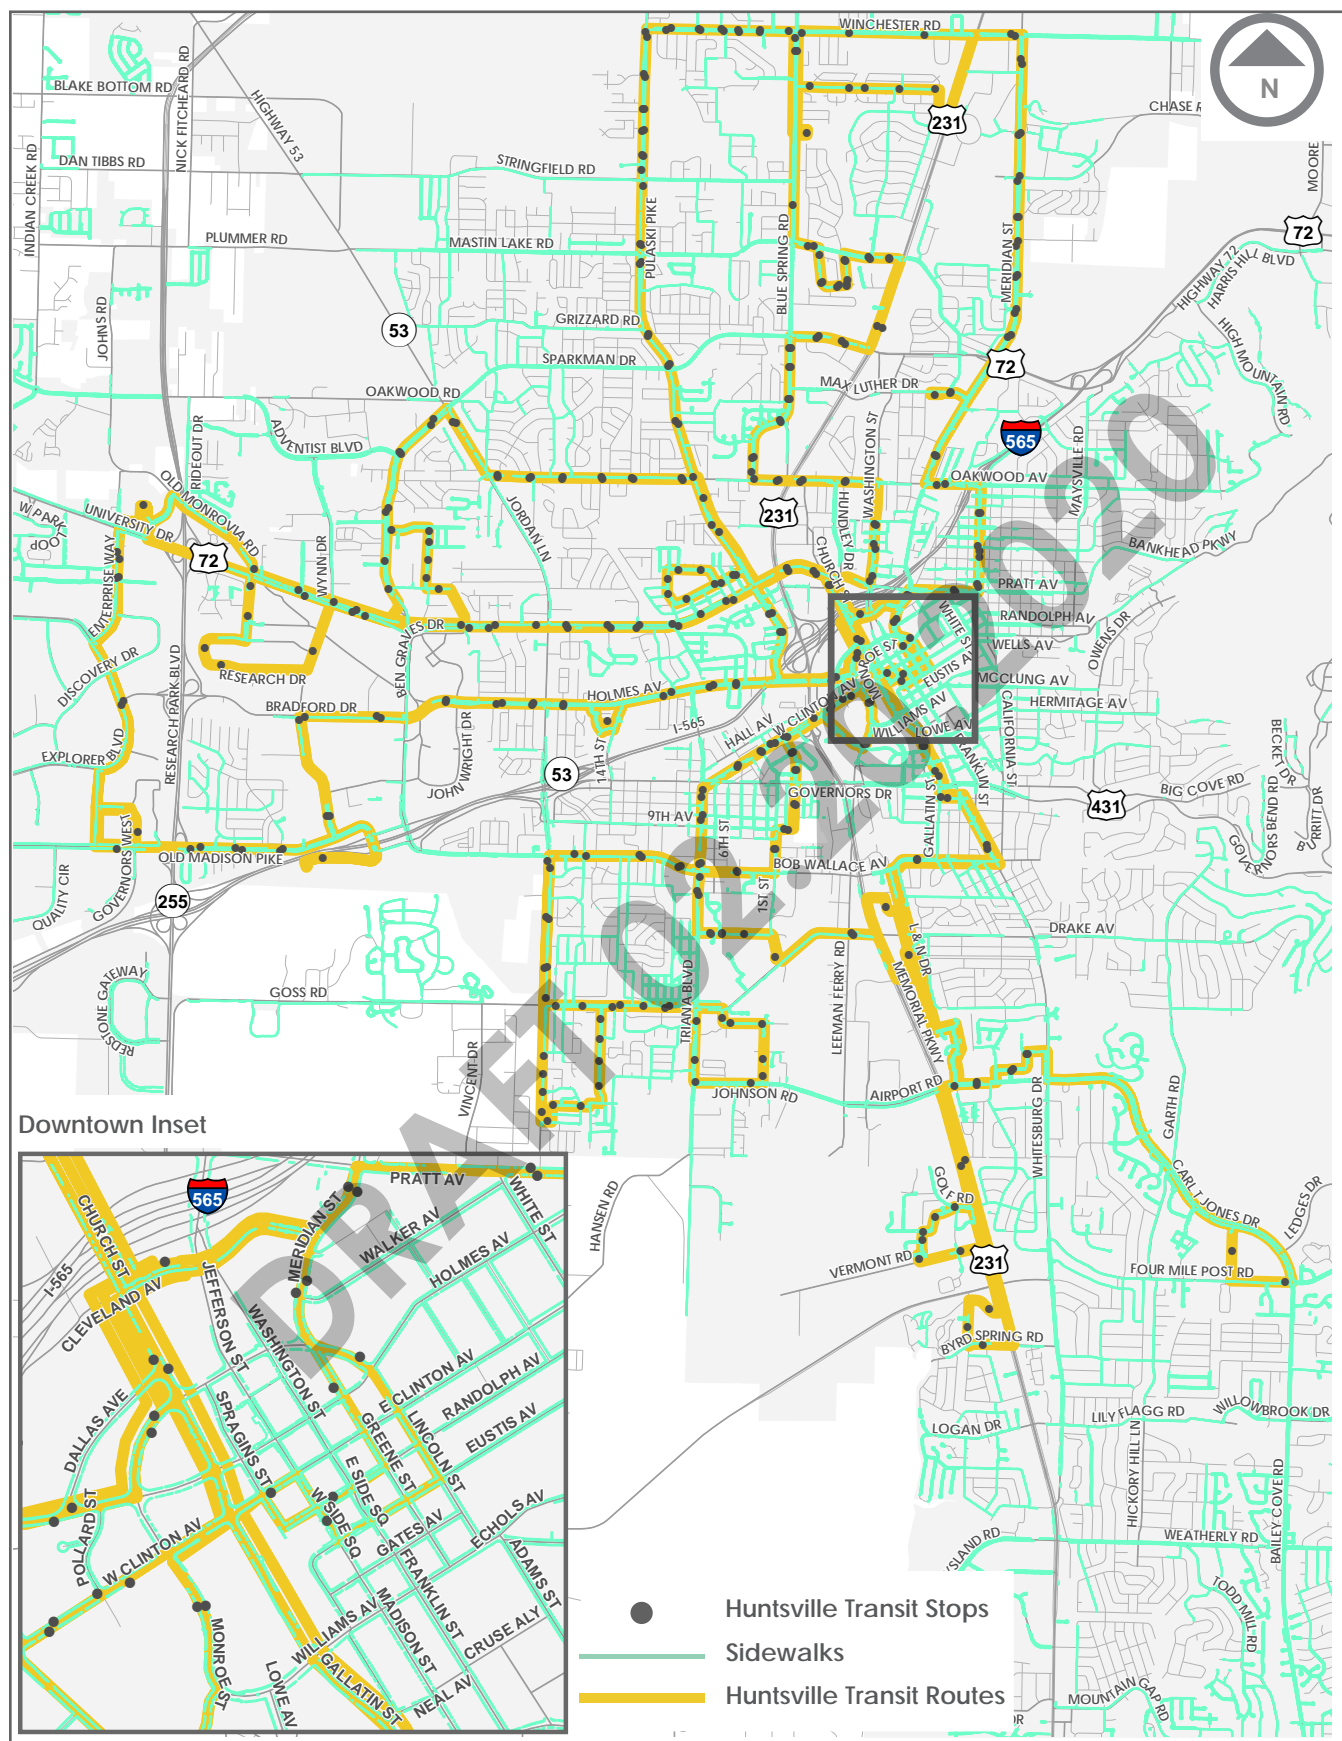 WINCHESTER RD
N
BLAKE BOTTOM RD
NICK FITCHEARD RD
HIGHWAY 53
231
CHASE R
DAN TIBBS RD
STRINGFIELD RD
MOORE
INDIAN CREEK RD
PULASKI PIKE
BLUE SPRING RD
MERIDIAN ST
72
PLUMMER RD
MASTIN LAKE RD
HIGHWAY 72
HARRIS HILL BLVD
JOHNS RD
53
GRIZZARD RD
HIGH MOUNTAIN RD
SPARKMAN DR
72
OAKWOOD RD
MAX LUTHER DR
RIDEOUT DR
ADVENTIST BLVD
WASHINGTON ST
565
MAYSVILLE RD
OLD MONROVIA RD
OAKWOOD AV
W PARK LOOP
UNIVERSITY DR
JORDAN LN
231
HUNDLEY DR
BANKHEAD PKWY
ENTERPRISE WAY
72
WYNN DR
CHURCH ST
PRATT AV
WHITE ST
RANDOLPH AV
BEN GRAVES DR
OWENS DR
WELLS AV
DISCOVERY DR
RESEARCH DR
MONROE ST
EUSTIS AV
MCCLUNG AV
RESEARCH PARK BLVD
BRADFORD DR
HOLMES AV
I-565
HALL AV
W CLINTON AV
WILLIAMS AV
LOWE AV
CALIFORNIA ST
HERMITAGE AV
EXPLORER BLVD
JOHN WRIGHT DR
14TH ST
FRANKLIN ST
BECKET DR
53
GOVERNORS DR
GALLATIN ST
431
BIG COVE RD
GOVERNORS BEND RD
BURRITT DR
9TH AV
6TH ST
GOVERNORS WEST
OLD MADISON PIKE
BOB WALLACE AV
QUALITY CIR
255
1ST ST
L & N DR
DRAKE AV
LEEMAN FERRY RD
MEMORIAL PKWY
REDSTONE GATEWAY
GOSS RD
TRIANA BLVD
VINCENT DR
JOHNSON RD
AIRPORT RD
WHITESBURG DR
GARTH RD
DRAFT 02.20.2020
HANSEN RD
GOLF RD
CARL T JONES DR
LEDGES DR
VERMONT RD
231
FOUR MILE POST RD
BYRD SPRING RD
LOGAN DR
LILY FLAGG RD
WILLOWBROOK DR
HICKORY HILL LN
BAILEY COVE RD
ISLAND RD
WEATHERLY RD
TODD MILL RD
MOUNTAIN GAP RD
DR
Downtown Inset
565
PRATT AV
CHURCH ST
MERIDIAN ST
WHITE ST
WALKER AV
I-565
CLEVELAND AV
JEFFERSON ST
HOLMES AV
WASHINGTON ST
E CLINTON AV
RANDOLPH AV
DALLAS AVE
SPRAGINS ST
GREENE ST
LINCOLN ST
EUSTIS AV
E SIDE SQ
W SIDE SQ
POLLARD ST
W CLINTON AV
GATES AV
ECHOLS AV
FRANKLIN ST
ADAMS ST
MADISON ST
WILLIAMS AV
MONROE ST
CRUSE ALY
LOWE AV
GALLATIN ST
NEAL AV
Huntsville Transit Stops
Sidewalks
Huntsville Transit Routes